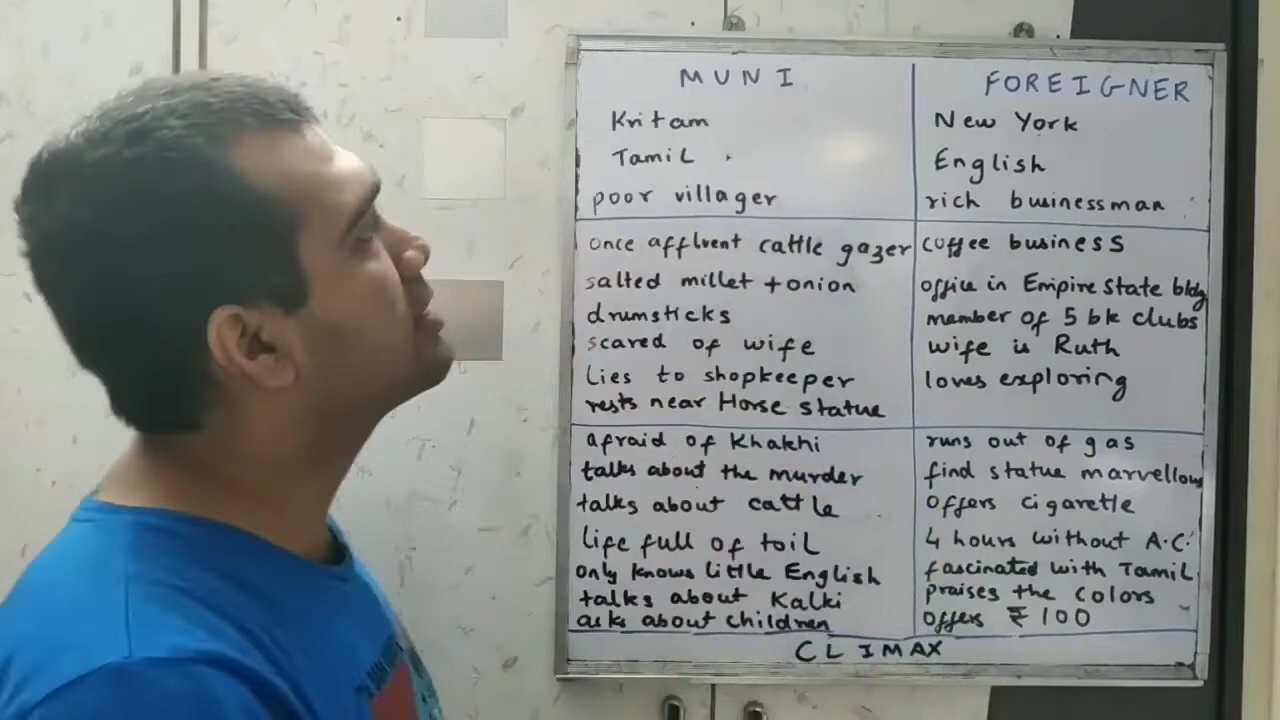 MUNI
Kritam
Tamil
poor villager
once affluent cattle gazer
salted millet + onion
drumsticks
scared of wife
lies to shopkeeper
rests near Horse statue
afraid of Khakhi
talks about the murder
talks about cattle
life full of toil
only knows little English
talks about Kalki
asks about children
FOREIGNER
New York
English
rich businessman
coffee business
office in Empire State bldg
member of 5 bk clubs
wife is Ruth
loves exploring
runs out of gas
find statue marvellous
offers cigarette
4 hours without A.C.
fascinated with Tamil
praises the colors
offers ₹ 100
CLIMAX